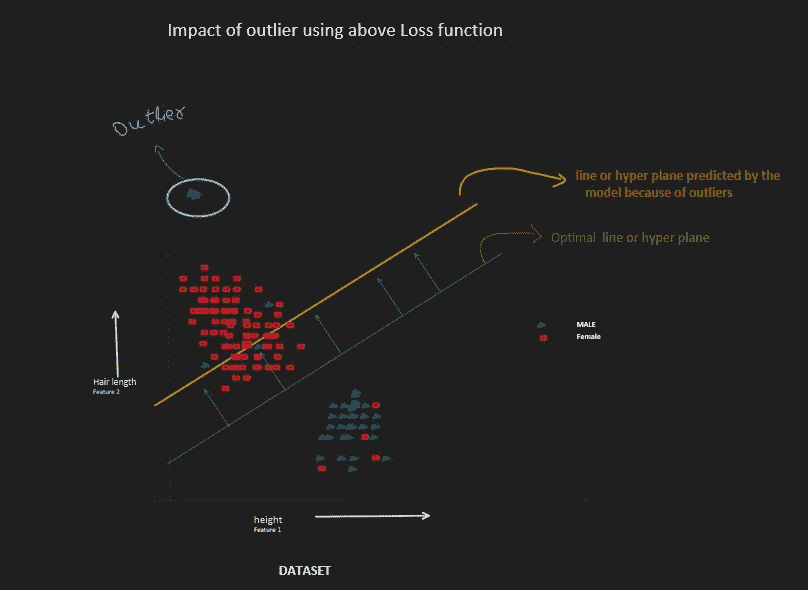 Impact of outlier using above Loss function
Outlier
line or hyper plane predicted by the
model because of outliers
Optimal line or hyper plane
MALE
Female
Hair length
Feature 2
height
Feature 1
DATASET